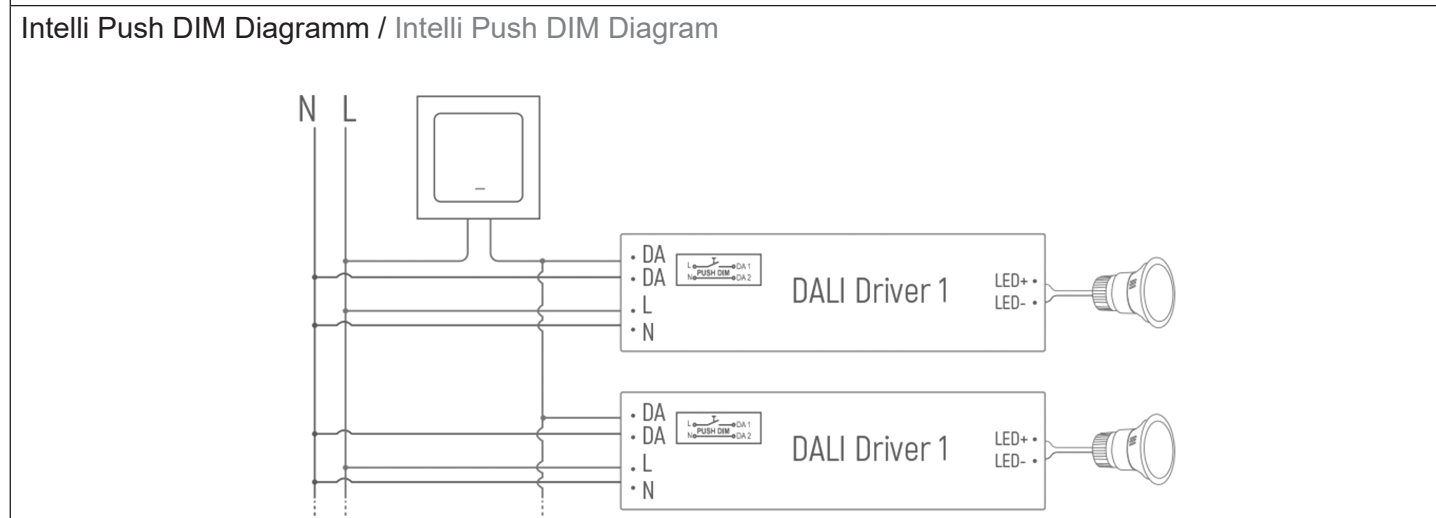 Intelli Push DIM Diagramm / Intelli Push DIM Diagram
N L
DA
DA
L
N
L DA 1
PUSH DIM
N DA 2
DALI Driver 1
LED+
LED-
DA
DA
L
N
L DA 1
PUSH DIM
N DA 2
DALI Driver 1
LED+
LED-